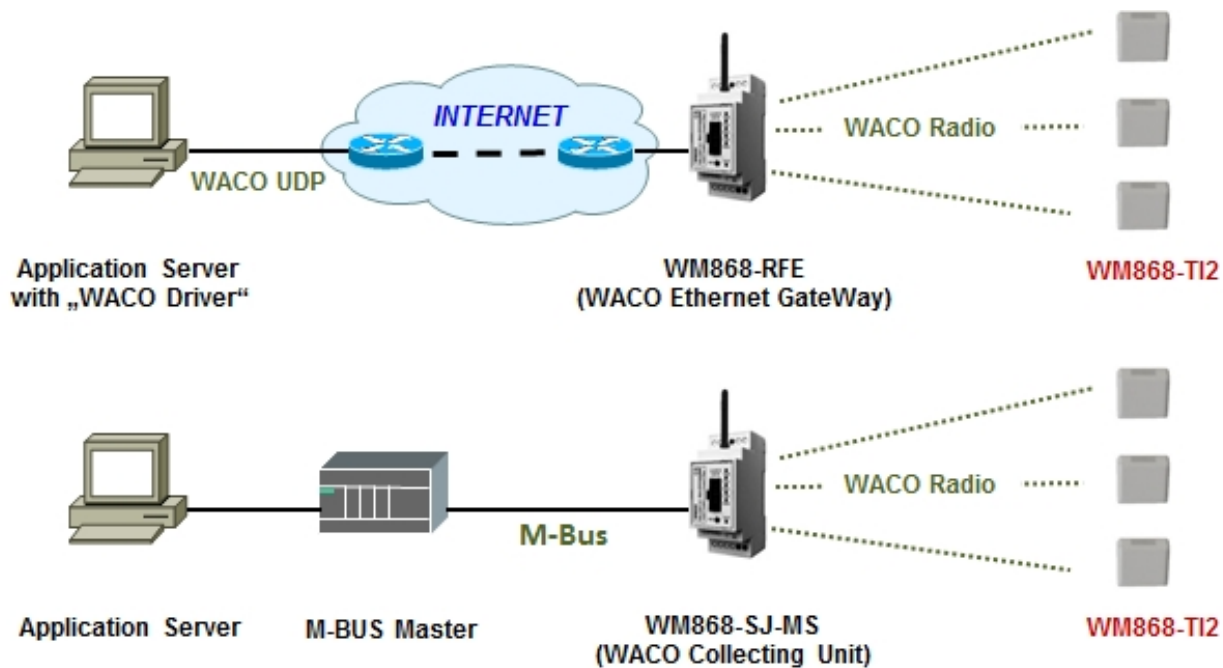 INTERNET
WACO UDP
WACO Radio
Application Server
with „WACO Driver“
WM868-RFE
(WACO Ethernet GateWay)
WM868-TI2
WACO Radio
M-Bus
Application Server
M-BUS Master
WM868-SJ-MS
(WACO Collecting Unit)
WM868-TI2